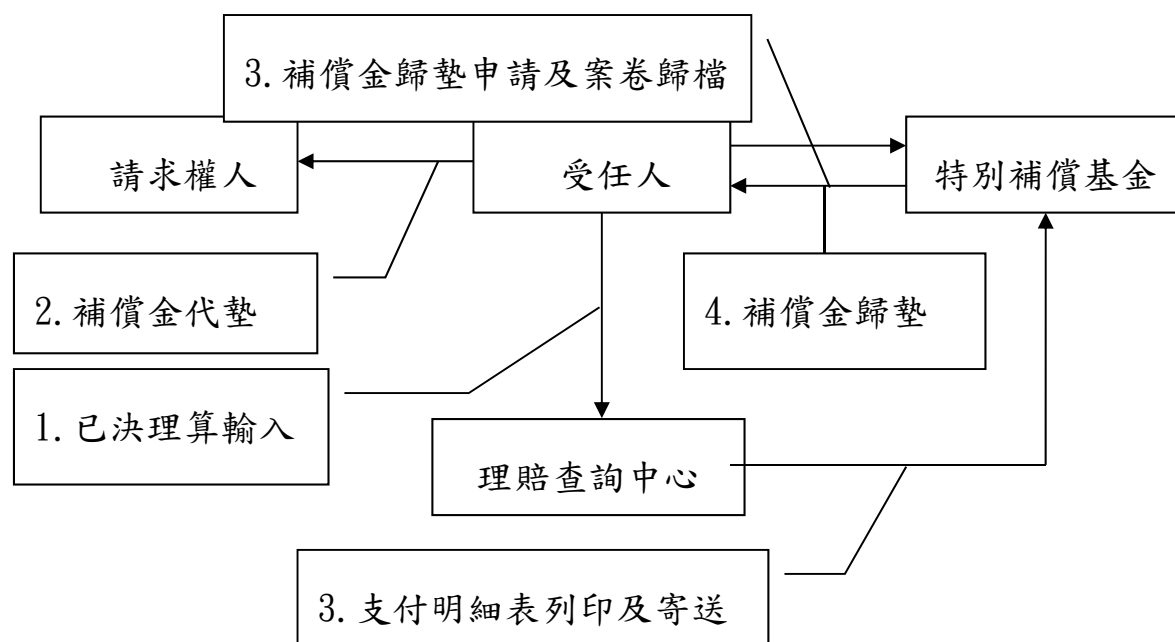 3.補償金歸墊申請及案卷歸檔
請求權人
受任人
特別補償基金
2.補償金代墊
4.補償金歸墊
1.已決理算輸入
理賠查詢中心
3.支付明細表列印及寄送